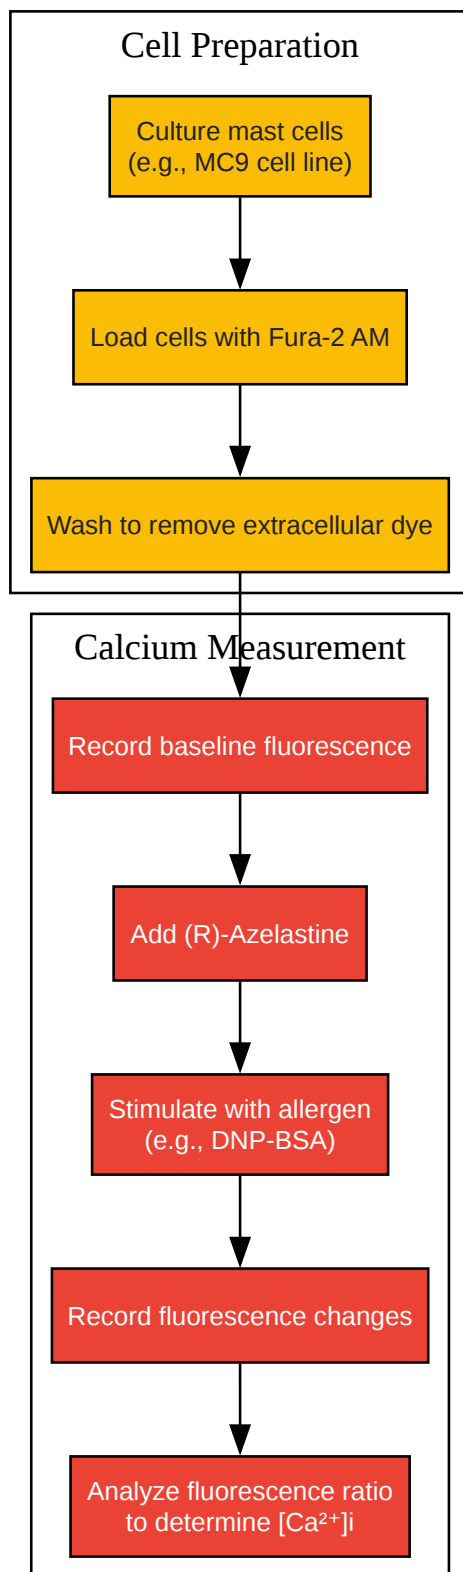 Cell Preparation
Culture mast cells
(e.g., MC9 cell line)
Load cells with Fura-2 AM
Wash to remove extracellular dye
Calcium Measurement
Record baseline fluorescence
Add (R)-Azelastine
Stimulate with allergen
(e.g., DNP-BSA)
Record fluorescence changes
Analyze fluorescence ratio
to determine [Ca²⁺]i